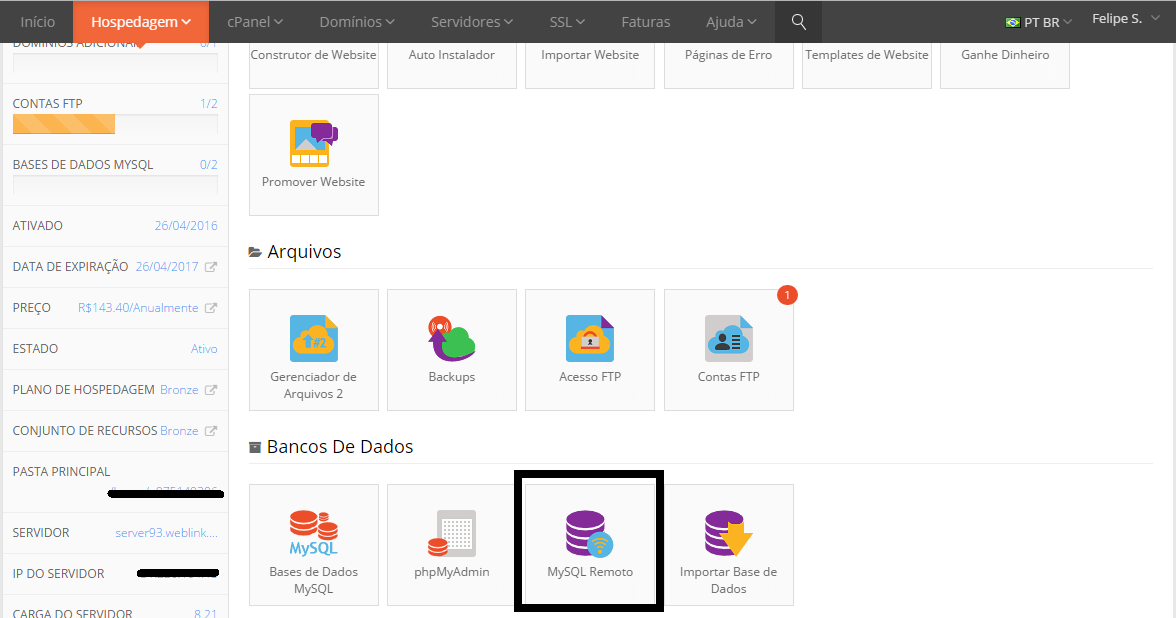 Início
Hospedagem
cPanel
Domínios
Servidores
SSL
Faturas
Ajuda
PT BR
Felipe S.
DOMÍNIOS ADICIONAI
0/1
CONTAS FTP
1/2
BASES DE DADOS MYSQL
0/2
ATIVADO
26/04/2016
DATA DE EXPIRAÇÃO
26/04/2017
PREÇO
R$143.40/Anualmente
ESTADO
Ativo
PLANO DE HOSPEDAGEM
Bronze
CONJUNTO DE RECURSOS
Bronze
PASTA PRINCIPAL
SERVIDOR
server93.weblink....
IP DO SERVIDOR
CARGA DO SERVIDOR
8.21
Construtor de Website
Auto Instalador
Importar Website
Páginas de Erro
Templates de Website
Ganhe Dinheiro
Promover Website
Arquivos
#2
Gerenciador de
Arquivos 2
Backups
Acesso FTP
1
Contas FTP
Bancos De Dados
MySQL
Bases de Dados
MySQL
phpMyAdmin
MySQL Remoto
Importar Base de
Dados